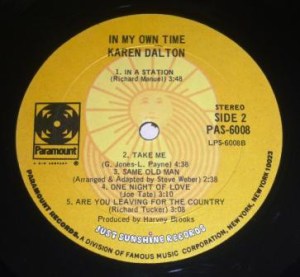 IN MY OWN TIME
KAREN DALTON
1. IN A STATION
(Richard Manuel) 3:48
Paramount
STEREO
SIDE 2
PAS-6008
LPS-6008B
2. TAKE ME
(G. Jones-L. Payne) 4:38
3. SAME OLD MAN
(Arranged & Adapted by Steve Weber)
4. ONE NIGHT OF LOVE
(Joe Tate) 3:10
5. ARE YOU LEAVING FOR THE COUNTRY
(Richard Tucker) 3:08
Produced by Harvey Brooks
JUST SUNSHINE RECORDS
PARAMOUNT RECORDS, A DIVISION OF FAMOUS MUSIC CORPORATION, NEW YORK, NEW YORK 10023